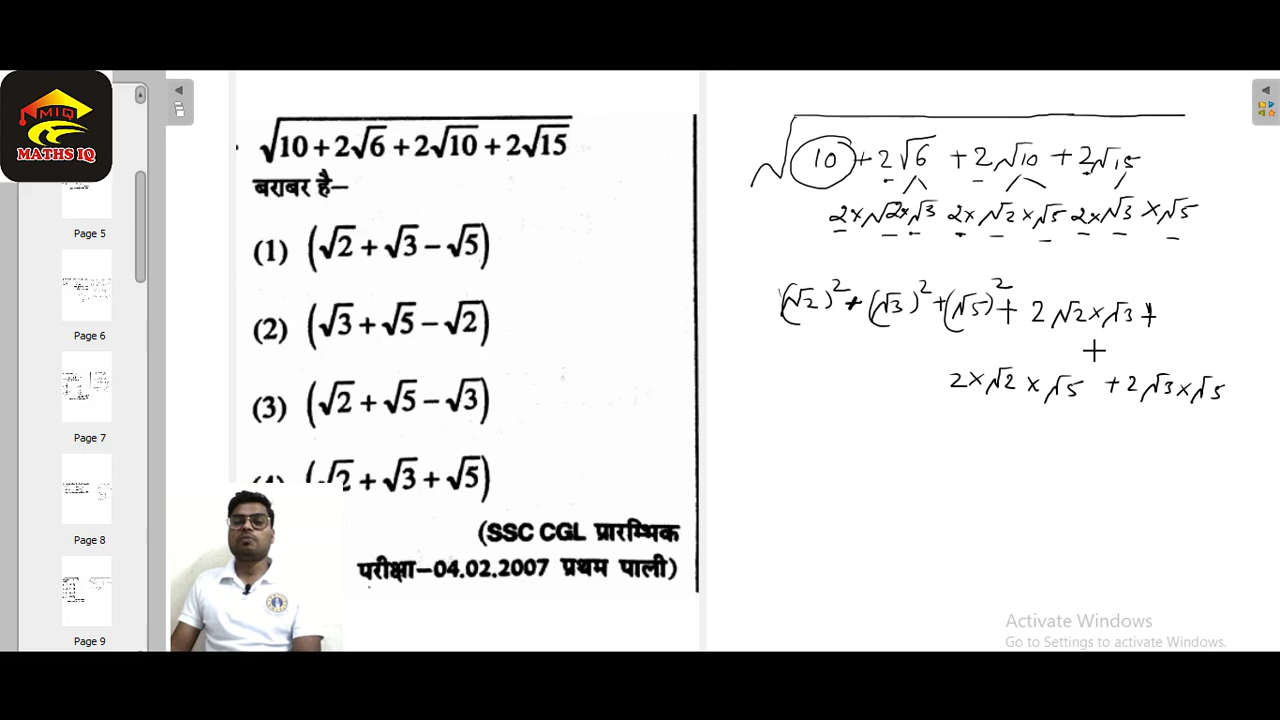 MIQ
MATHS IQ
Page 5
Page 6
Page 7
Page 8
Page 9
√10+2√6+2√10+2√15
बराबर है–
(1) (√2+√3−√5)
(2) (√3+√5−√2)
(3) (√2+√5−√3)
(√2+√3+√5)
(SSC CGL प्रारम्भिक
परीक्षा–04.02.2007 प्रथम पाली)
√10+2√6+2√10+2√15
2×√2×√3 2×√2×√5 2×√3×√5
(√2)²+(√3)²+(√5)²+2√2×√3+
+
2×√2×√5+2√3×√5
Activate Windows
Go to Settings to activate Windows.